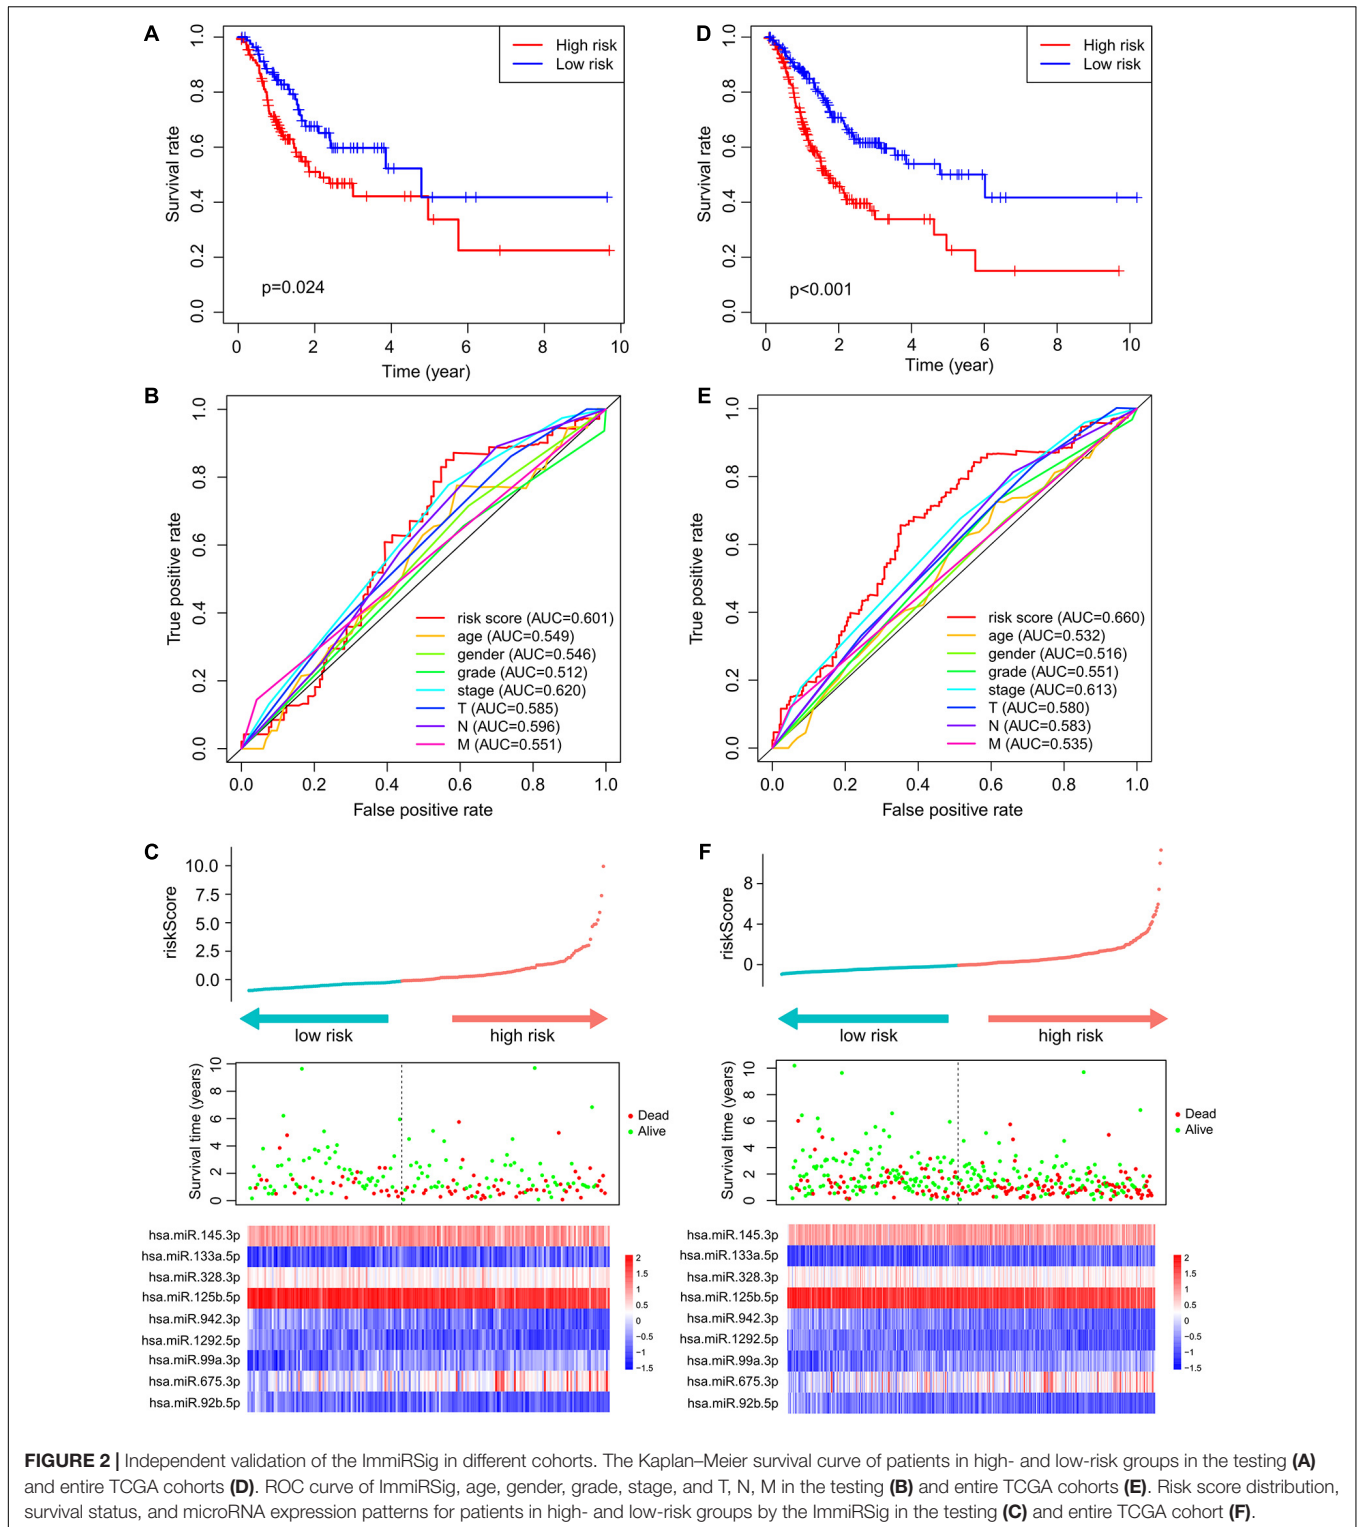 A
High risk
Low risk
Survival rate
1.0
0.8
0.6
0.4
0.2
0.0
p=0.024
0 2 4 6 8 10
Time (year)
D
High risk
Low risk
Survival rate
1.0
0.8
0.6
0.4
0.2
0.0
p<0.001
0 2 4 6 8 10
Time (year)
B
True positive rate
1.0
0.8
0.6
0.4
0.2
0.0
risk score (AUC=0.601)
age (AUC=0.549)
gender (AUC=0.546)
grade (AUC=0.512)
stage (AUC=0.620)
T (AUC=0.585)
N (AUC=0.596)
M (AUC=0.551)
0.0 0.2 0.4 0.6 0.8 1.0
False positive rate
E
True positive rate
1.0
0.8
0.6
0.4
0.2
0.0
risk score (AUC=0.660)
age (AUC=0.532)
gender (AUC=0.516)
grade (AUC=0.551)
stage (AUC=0.613)
T (AUC=0.580)
N (AUC=0.583)
M (AUC=0.535)
0.0 0.2 0.4 0.6 0.8 1.0
False positive rate
C
riskScore
10.0
7.5
5.0
2.5
0.0
low risk high risk
Survival time (years)
10
8
6
4
2
0
Dead
Alive
hsa.miR.145.3p
hsa.miR.133a.5p
hsa.miR.328.3p
hsa.miR.125b.5p
hsa.miR.942.3p
hsa.miR.1292.5p
hsa.miR.99a.3p
hsa.miR.675.3p
hsa.miR.92b.5p
2
1.5
1
0.5
0
−0.5
−1
−1.5
F
riskScore
8
4
0
low risk high risk
Survival time (years)
10
8
6
4
2
0
Dead
Alive
hsa.miR.145.3p
hsa.miR.133a.5p
hsa.miR.328.3p
hsa.miR.125b.5p
hsa.miR.942.3p
hsa.miR.1292.5p
hsa.miR.99a.3p
hsa.miR.675.3p
hsa.miR.92b.5p
2
1.5
1
0.5
0
−0.5
−1
−1.5
FIGURE 2 | Independent validation of the ImmiRSig in different cohorts. The Kaplan–Meier survival curve of patients in high- and low-risk groups in the testing (A)
and entire TCGA cohorts (D). ROC curve of ImmiRSig, age, gender, grade, stage, and T, N, M in the testing (B) and entire TCGA cohorts (E). Risk score distribution,
survival status, and microRNA expression patterns for patients in high- and low-risk groups by the ImmiRSig in the testing (C) and entire TCGA cohort (F).